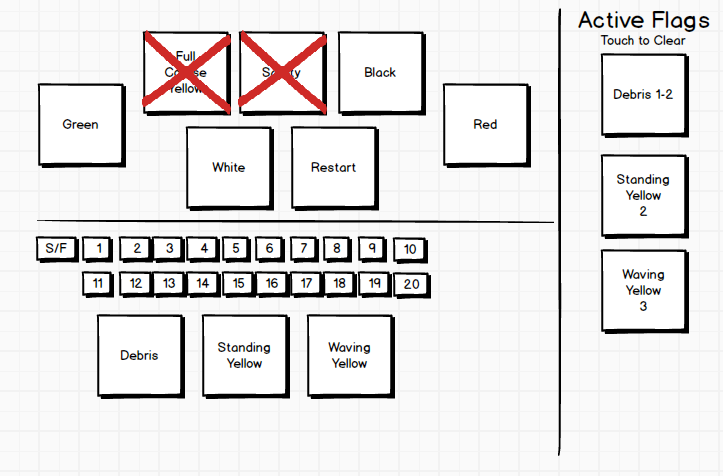 Active Flags
Touch to Clear
Full
Course
Yellow
Safety
Black
Green
Red
White
Restart
Debris 1-2
Standing
Yellow
2
Waving
Yellow
3
S/F 1 2 3 4 5 6 7 8 9 10
11 12 13 14 15 16 17 18 19 20
Debris
Standing
Yellow
Waving
Yellow